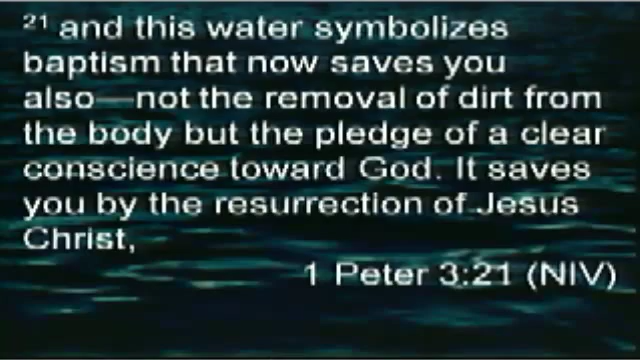 21 and this water symbolizes
baptism that now saves you
also—not the removal of dirt from
the body but the pledge of a clear
conscience toward God. It saves
you by the resurrection of Jesus
Christ,
1 Peter 3:21 (NIV)